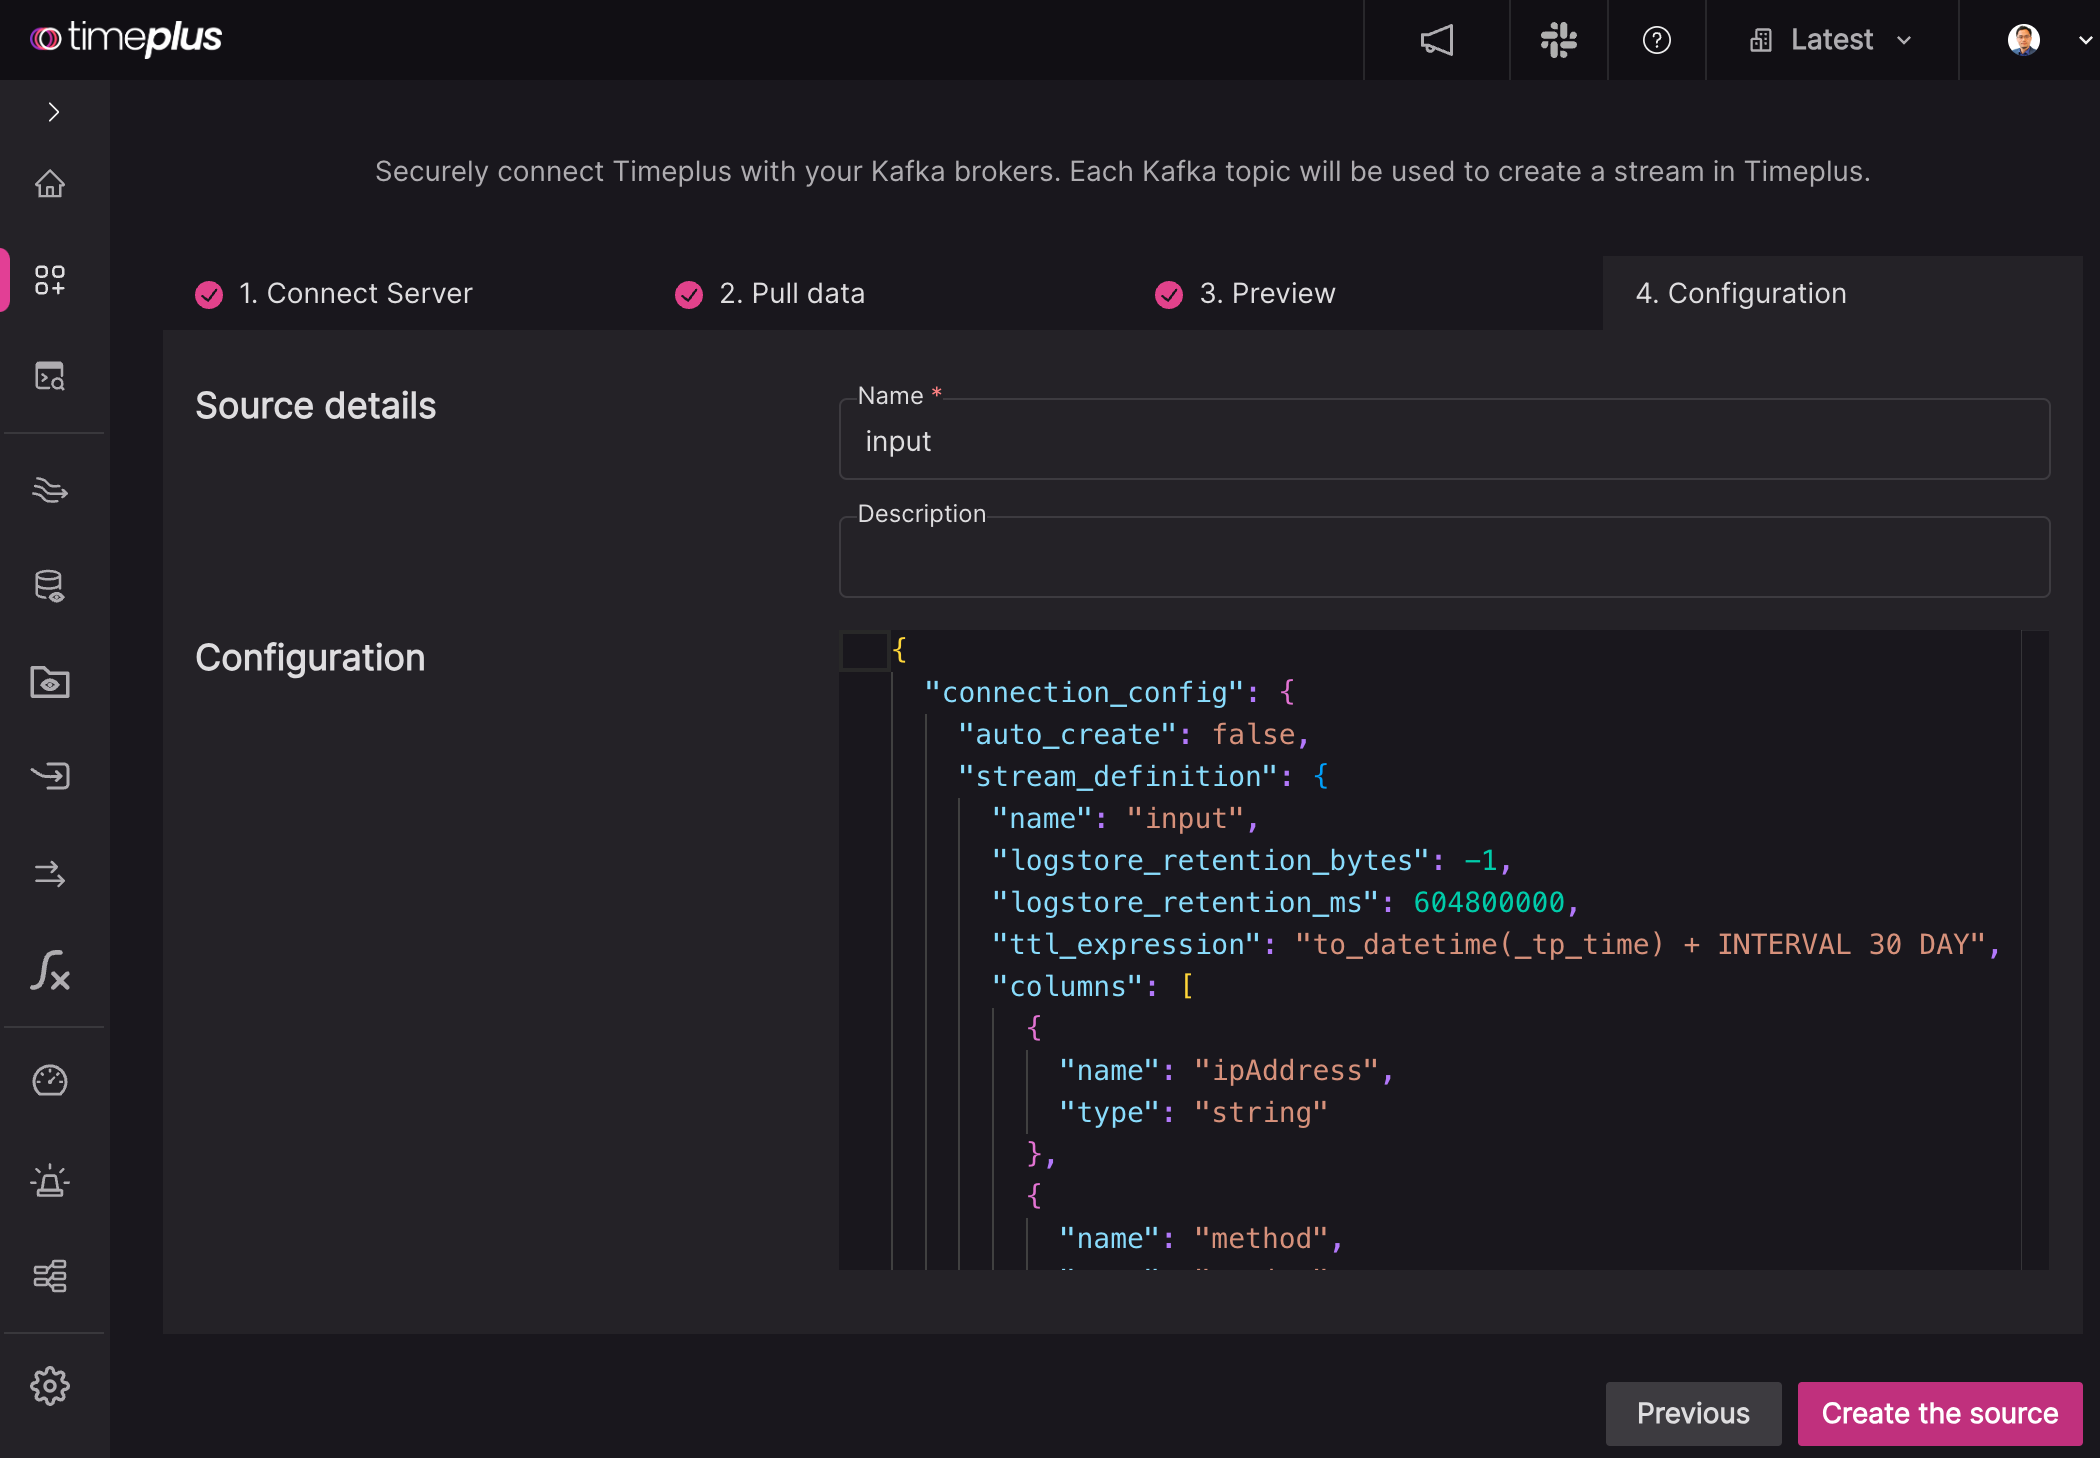 timeplus
Latest
Securely connect Timeplus with your Kafka brokers. Each Kafka topic will be used to create a stream in Timeplus.
1. Connect Server
2. Pull data
3. Preview
4. Configuration
Source details
Name *
input
Description
Configuration
{
"connection_config": {
"auto_create": false,
"stream_definition": {
"name": "input",
"logstore_retention_bytes": -1,
"logstore_retention_ms": 604800000,
"ttl_expression": "to_datetime(_tp_time) + INTERVAL 30 DAY",
"columns": [
{
"name": "ipAddress",
"type": "string"
},
{
"name": "method",
Previous
Create the source